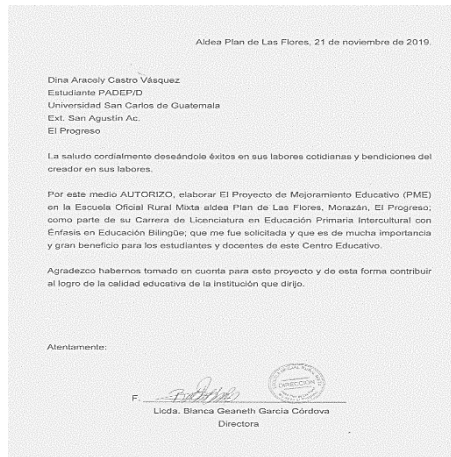 Aldea Plan de Las Flores, 21 de noviembre de 2019.
Dina Aracely Castro Vásquez
Estudiante PADEP/D
Universidad San Carlos de Guatemala
Ext. San Agustín Ac.
El Progreso
La saludo cordialmente deseándole éxitos en sus labores cotidianas y bendiciones del
creador en sus labores.
Por este medio AUTORIZO, elaborar El Proyecto de Mejoramiento Educativo (PME)
en la Escuela Oficial Rural Mixta aldea Plan de Las Flores, Morazán, El Progreso;
como parte de su Carrera de Licenciatura en Educación Primaria Intercultural con
Énfasis en Educación Bilingüe; que me fue solicitada y que es de mucha importancia
y gran beneficio para los estudiantes y docentes de este Centro Educativo.
Agradezco habernos tomado en cuenta para este proyecto y de esta forma contribuir
al logro de la calidad educativa de la institución que dirijo.
Atentamente:
DIRECCION
F.
Licda. Blanca Geaneth García Córdova
Directora